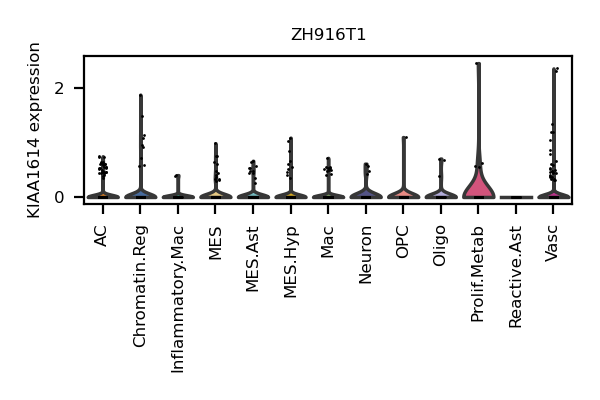 ZH916T1
KIAA1614 expression
2
0
AC
Chromatin.Reg
Inflammatory.Mac
MES
MES.Ast
MES.Hyp
Mac
Neuron
OPC
Oligo
Prolif.Metab
Reactive.Ast
Vasc